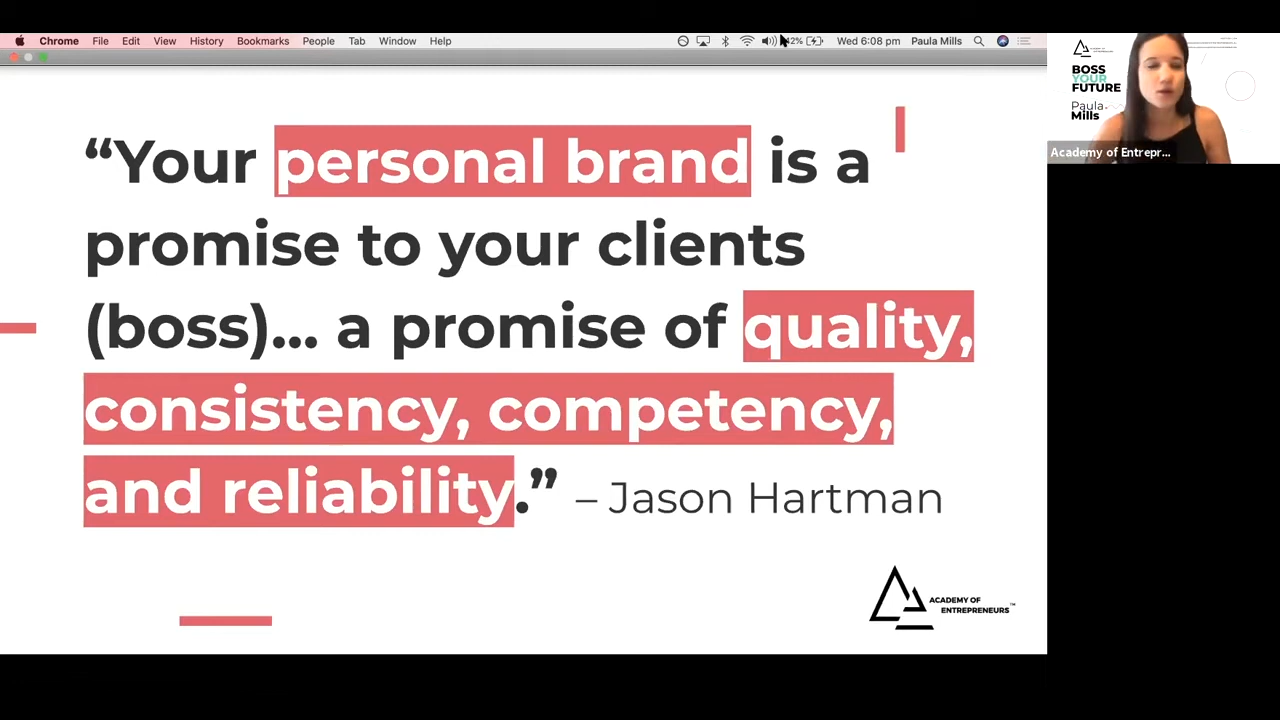 Chrome File Edit View History Bookmarks People Tab Window Help
42% Wed 6:08 pm Paula Mills
“Your personal brand is a
promise to your clients
(boss)... a promise of quality,
consistency, competency,
and reliability.” – Jason Hartman
ACADEMY OF
ENTREPRENEURS™
BOSS
YOUR
FUTURE
Paula
Mills
Academy of Entrepr...